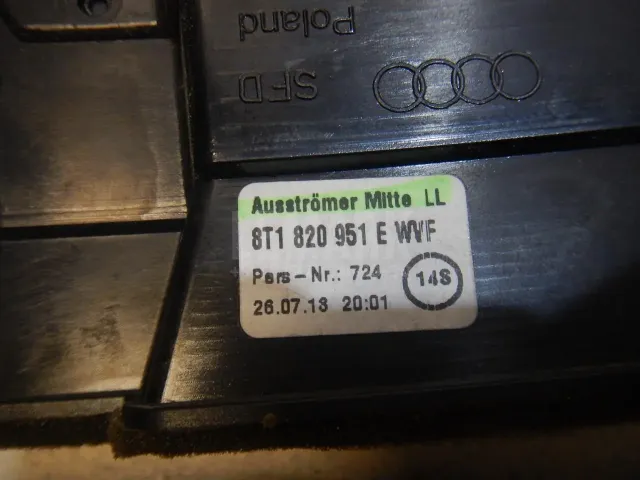 Poland
SFD
Ausströmer Mitte LL
8T1 820 951 E WVF
Pers-Nr.: 724
14S
26.07.13 20:01